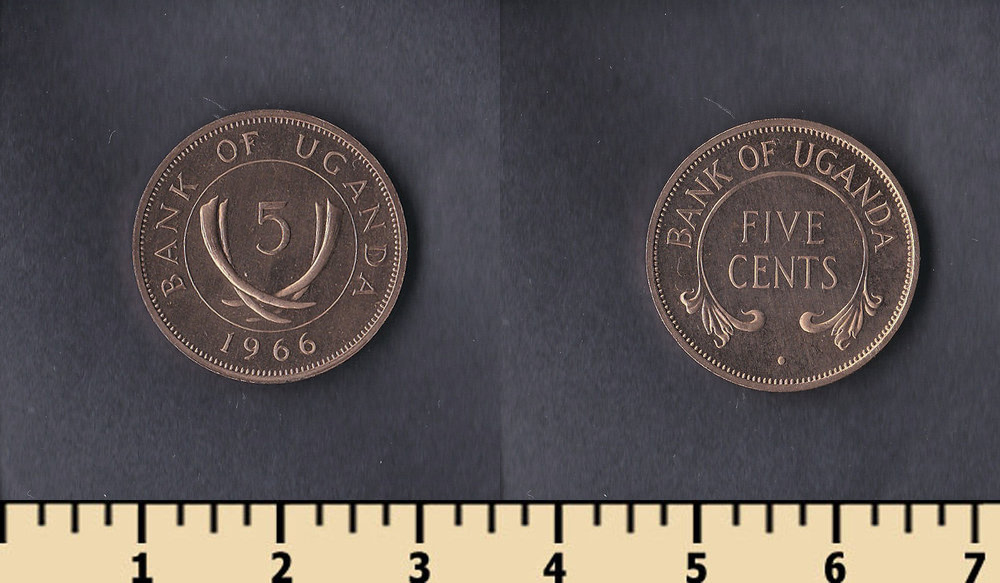 BANK OF UGANDA
5
1966
BANK OF UGANDA
FIVE
CENTS
1 2 3 4 5 6 7